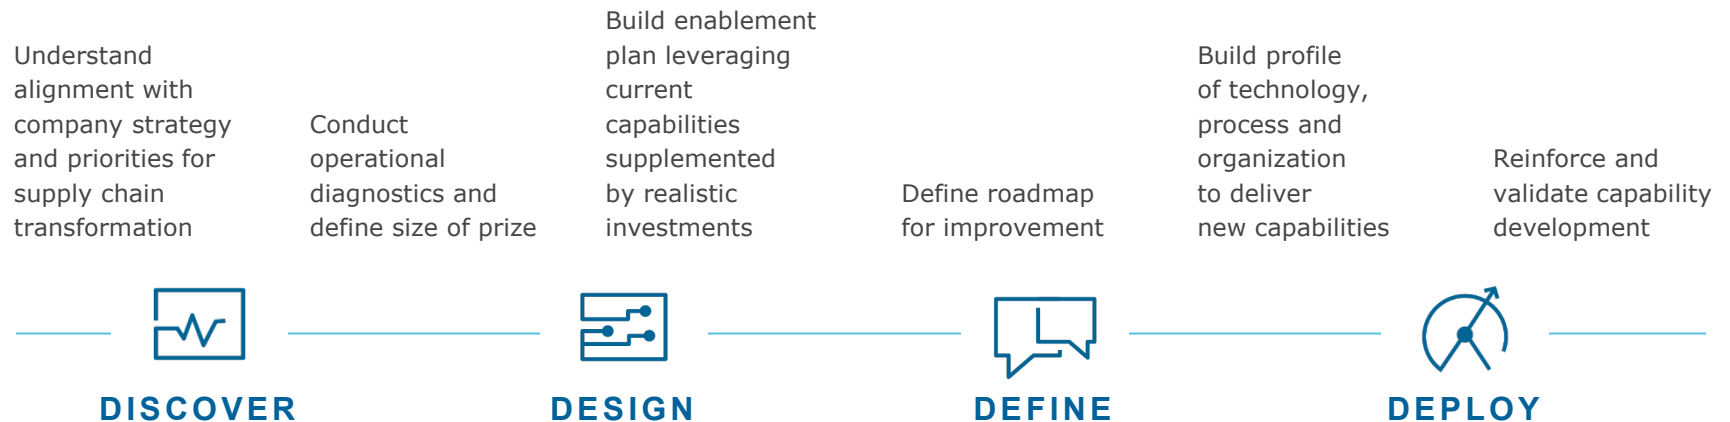 Understand
alignment with
company strategy
and priorities for
supply chain
transformation
Conduct
operational
diagnostics and
define size of prize
Build enablement
plan leveraging
current
capabilities
supplemented
by realistic
investments
Define roadmap
for improvement
Build profile
of technology,
process and
organization
to deliver
new capabilities
Reinforce and
validate capability
development
DISCOVER
DESIGN
DEFINE
DEPLOY